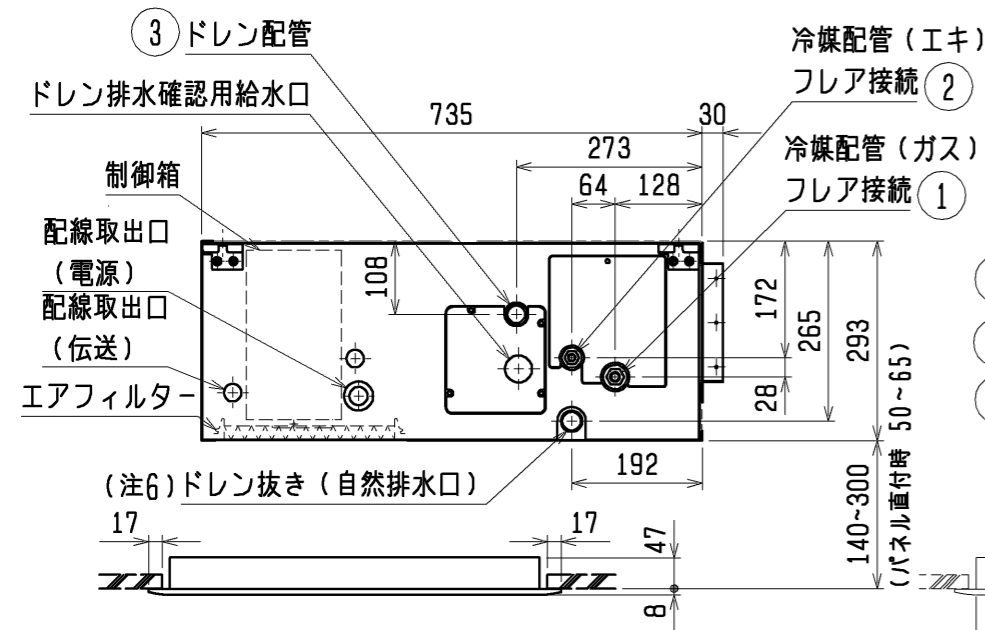 ③ドレン配管
ドレン排水確認用給水口
制御箱
配線取出口
(電源)
配線取出口
(伝送)
エアフィルター
冷媒配管(エキ)
フレア接続②
冷媒配管(ガス)
フレア接続①
735
30
273
64
128
108
172
265
293
28
192
(注6)ドレン抜き(自然排水口)
140~300
(パネル直付時 50~65)
17
17
47
8